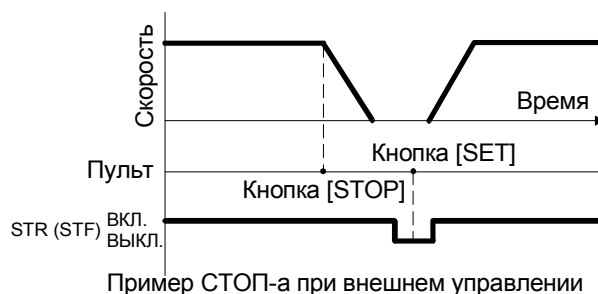 Скорость
Время
Пульт
Кнопка [SET]
Кнопка [STOP]
STR (STF) ВКЛ.
ВЫКЛ.
Пример СТОП-а при внешнем управлении